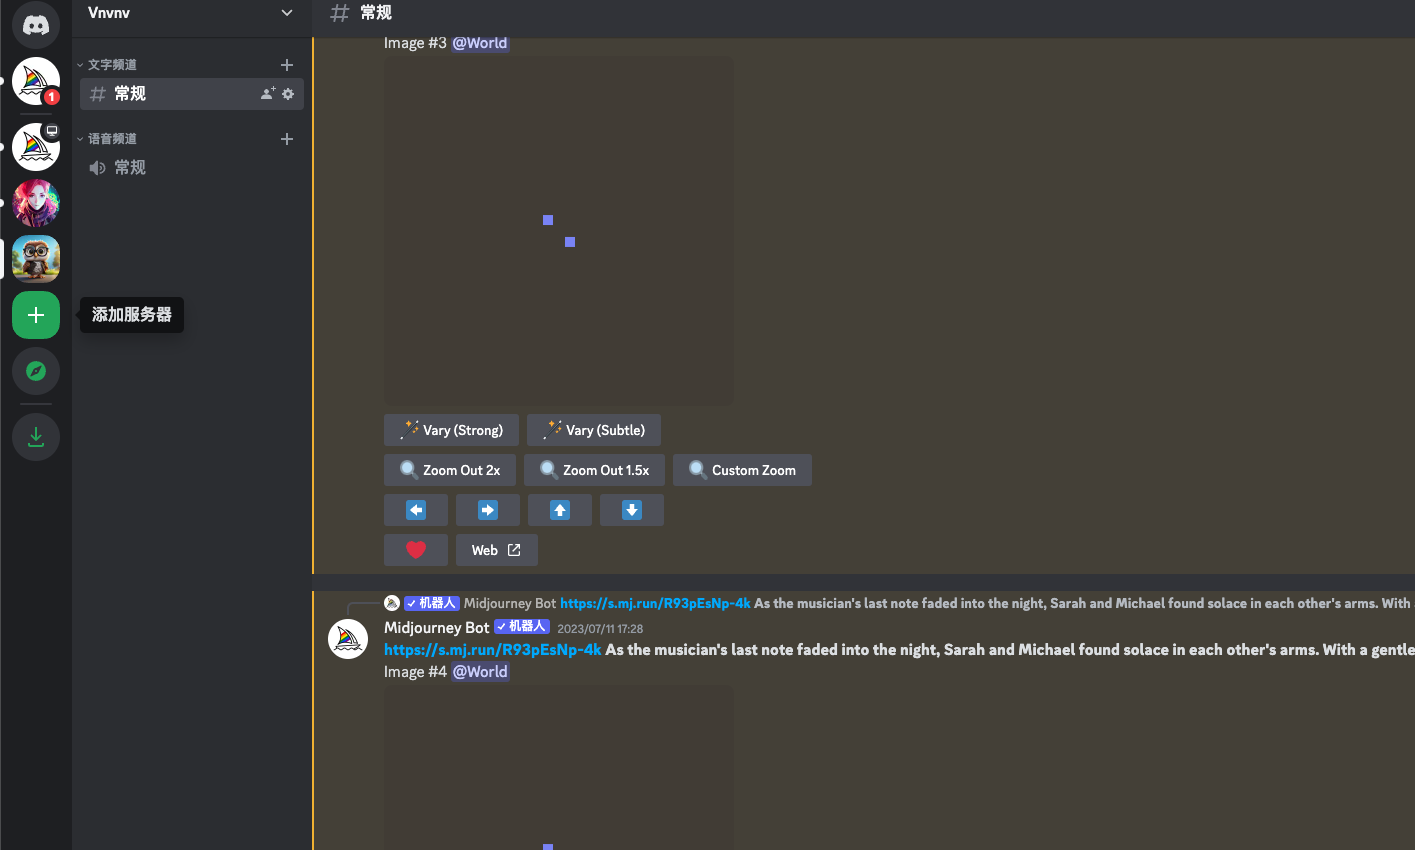 Vnvnv
常规
文字频道
常规
语音频道
常规
1
添加服务器
Image #3 @World
Vary (Strong)
Vary (Subtle)
Zoom Out 2x
Zoom Out 1.5x
Custom Zoom
Web
机器人 Midjourney Bot https://s.mj.run/R93pEsNp-4k As the musician's last note faded into the night, Sarah and Michael found solace in each other's arms. With
Midjourney Bot 机器人 2023/07/11 17:28
https://s.mj.run/R93pEsNp-4k As the musician's last note faded into the night, Sarah and Michael found solace in each other's arms. With a gentle
Image #4 @World